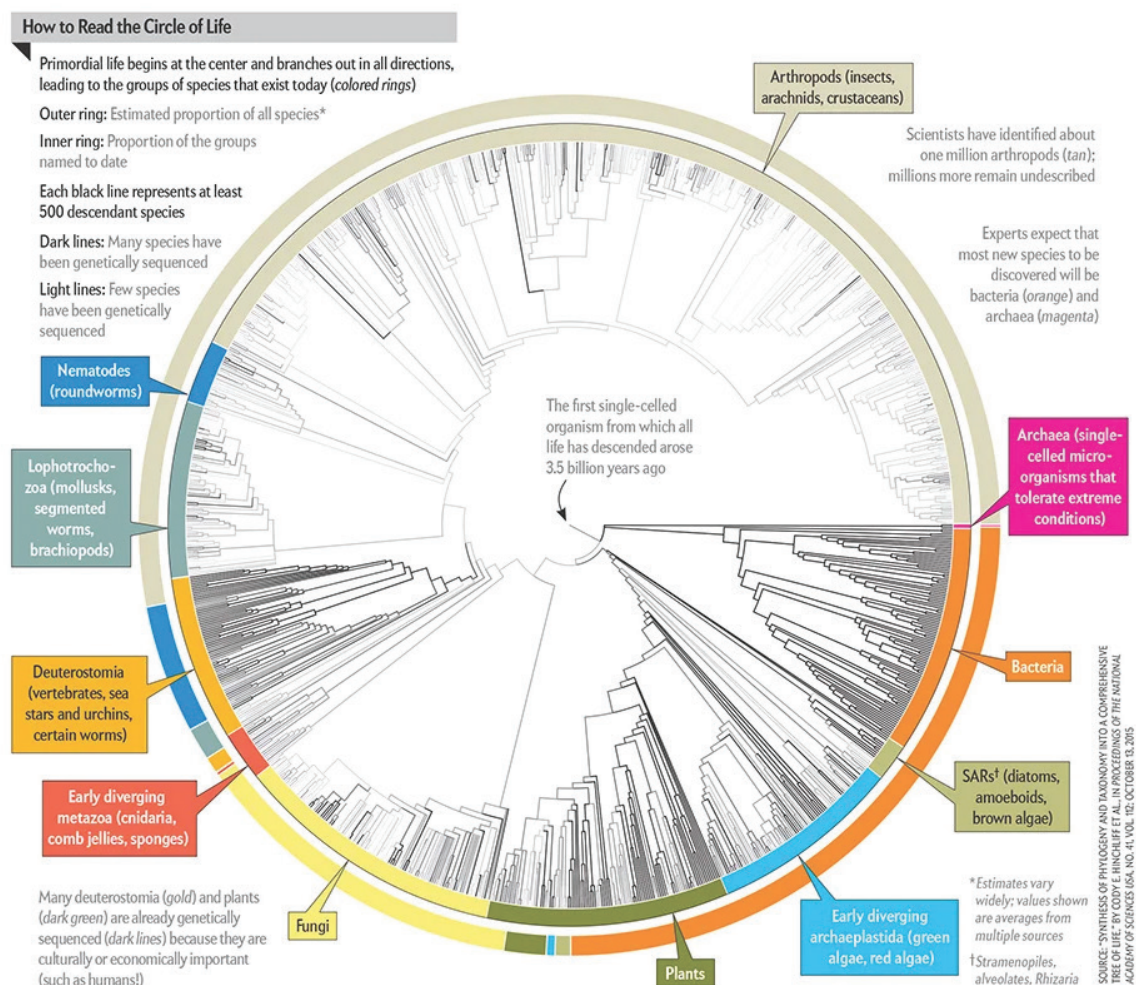 How to Read the Circle of Life
Primordial life begins at the center and branches out in all directions,
leading to the groups of species that exist today (colored rings)
Outer ring: Estimated proportion of all species*
Inner ring: Proportion of the groups
named to date
Each black line represents at least
500 descendant species
Dark lines: Many species have
been genetically sequenced
Light lines: Few species
have been genetically
sequenced
Arthropods (insects,
arachnids, crustaceans)
Scientists have identified about
one million arthropods (tan);
millions more remain undescribed
Experts expect that
most new species to be
discovered will be
bacteria (orange) and
archaea (magenta)
Nematodes
(roundworms)
The first single-celled
organism from which all
life has descended arose
3.5 billion years ago
Archaea (single-
celled micro-
organisms that
tolerate extreme
conditions)
Lophotrocho-
zoa (mollusks,
segmented
worms,
brachiopods)
Deuterostomia
(vertebrates, sea
stars and urchins,
certain worms)
Bacteria
Early diverging
metazoa (cnidaria,
comb jellies, sponges)
SARs† (diatoms,
amoeboids,
brown algae)
Many deuterostomia (gold) and plants
(dark green) are already genetically
sequenced (dark lines) because they are
culturally or economically important
(such as humans!)
Fungi
Plants
Early diverging
archaeplastida (green
algae, red algae)
*Estimates vary
widely; values shown
are averages from
multiple sources
†Stramenopiles,
alveolates, Rhizaria
SOURCE: "SYNTHESIS OF PHYLOGENY AND TAXONOMY INTO A COMPREHENSIVE
TREE OF LIFE," BY CODY E. HINCHLIFF ET AL., IN PROCEEDINGS OF THE NATIONAL
ACADEMY OF SCIENCES USA, NO. 41, VOL. 112; OCTOBER 13, 2015